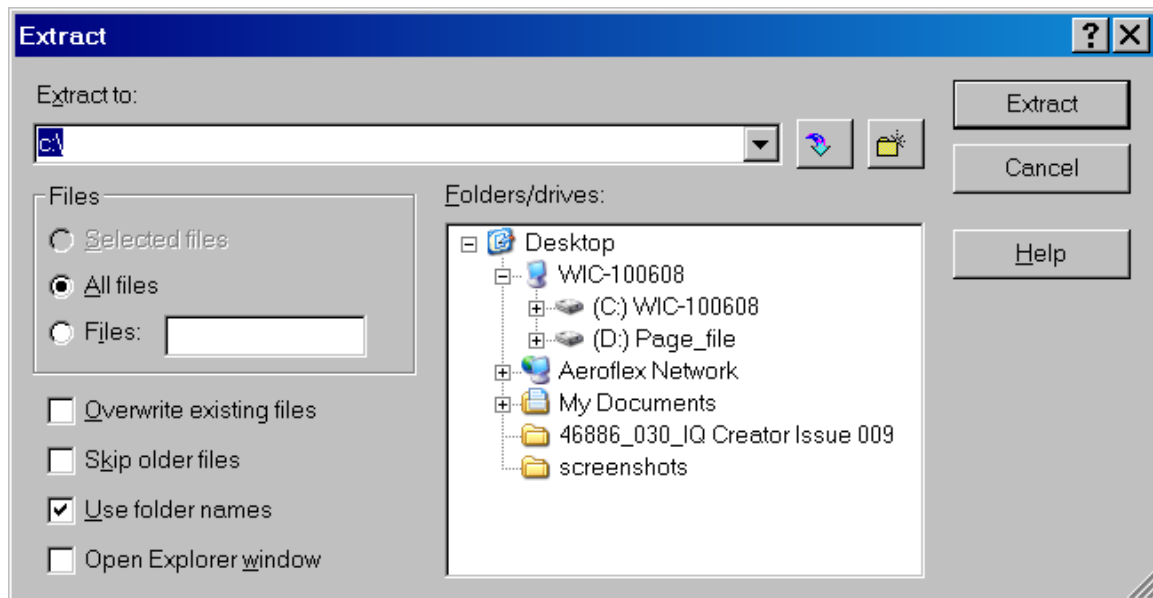 Extract
Extract to:
c:\
Extract
Cancel
Help
Files
Selected files
All files
Files:
Overwrite existing files
Skip older files
Use folder names
Open Explorer window
Folders/drives:
Desktop
WIC-100608
(C:) WIC-100608
(D:) Page_file
Aeroflex Network
My Documents
46886_030_IQ Creator Issue 009
screenshots